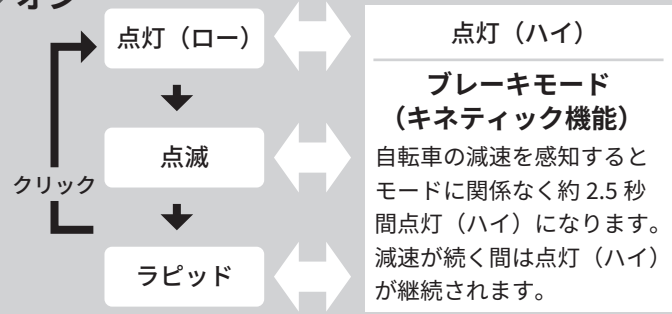 点灯（ロー）
点滅
クリック
ラピッド
点灯（ハイ）
ブレーキモード
（キネティック機能）
自転車の減速を感知すると
モードに関係なく約 2.5 秒
間点灯（ハイ）になります。
減速が続く間は点灯（ハイ）
が継続されます。